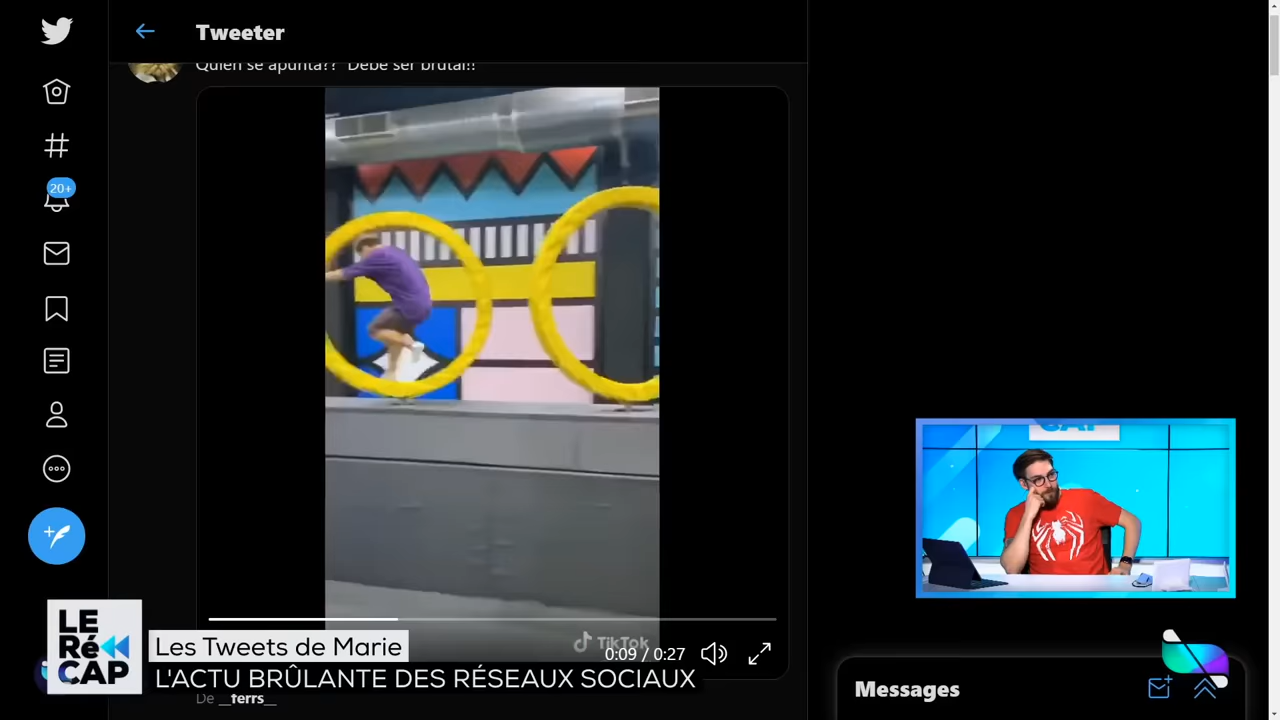 Tweeter
Quien se apunta?? Debe ser brutal!!
20+
TikTok
0:09 / 0:27
LE
Ré
CAP
Les Tweets de Marie
L'ACTU BRÛLANTE DES RÉSEAUX SOCIAUX
De __ferrs__
Messages